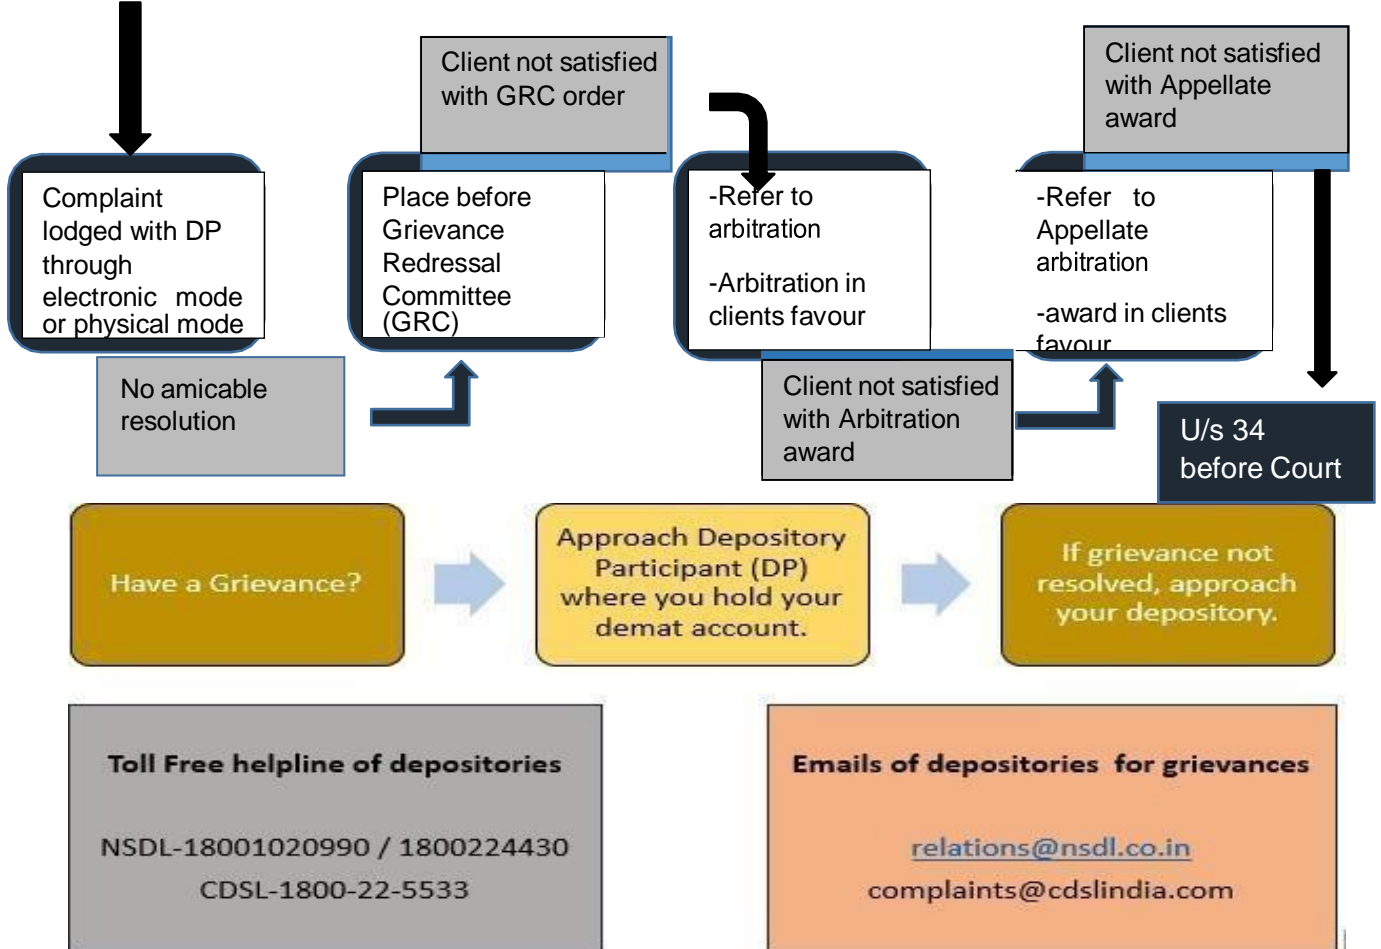 Complaint
lodged with DP
through
electronic mode
or physical mode
No amicable
resolution
Place before
Grievance
Redressal
Committee
(GRC)
Client not satisfied
with GRC order
-Refer to
arbitration
-Arbitration in
clients favour
Client not satisfied
with Arbitration
award
-Refer to
Appellate
arbitration
-award in clients
favour
Client not satisfied
with Appellate
award
U/s 34
before Court
Have a Grievance?
Approach Depository
Participant (DP)
where you hold your
demat account.
If grievance not
resolved, approach
your depository.
Toll Free helpline of depositories
NSDL-18001020990 / 1800224430
CDSL-1800-22-5533
Emails of depositories for grievances
relations@nsdl.co.in
complaints@cdslindia.com